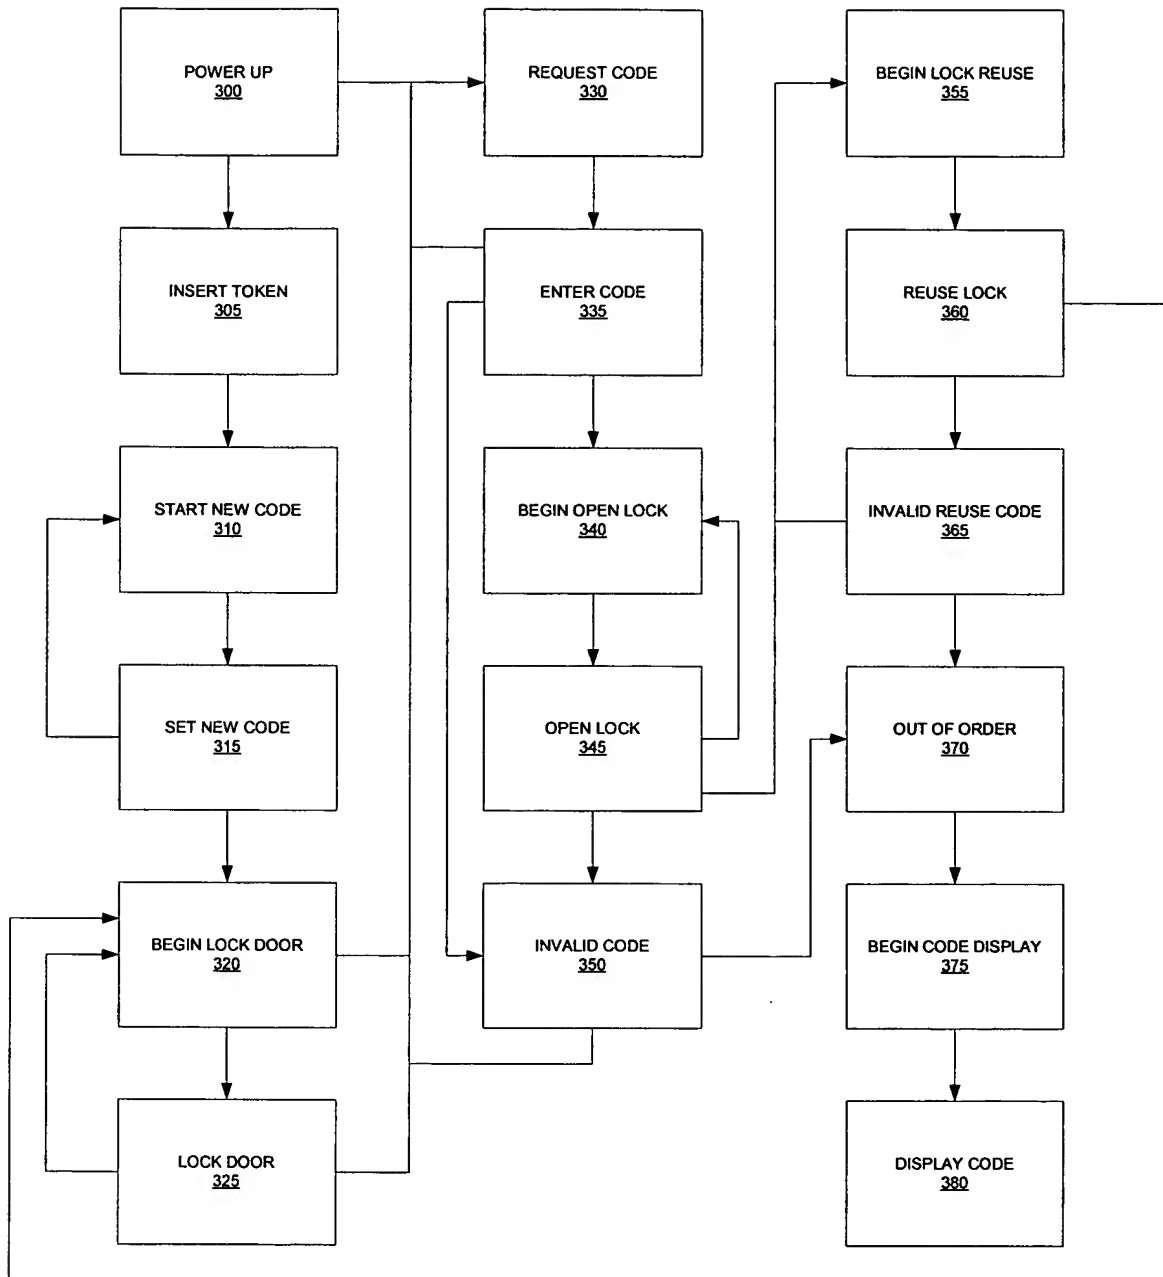 POWER UP
300
INSERT TOKEN
305
START NEW CODE
310
SET NEW CODE
315
BEGIN LOCK DOOR
320
LOCK DOOR
325
REQUEST CODE
330
ENTER CODE
335
BEGIN OPEN LOCK
340
OPEN LOCK
345
INVALID CODE
350
BEGIN LOCK REUSE
355
REUSE LOCK
360
INVALID REUSE CODE
365
OUT OF ORDER
370
BEGIN CODE DISPLAY
375
DISPLAY CODE
380